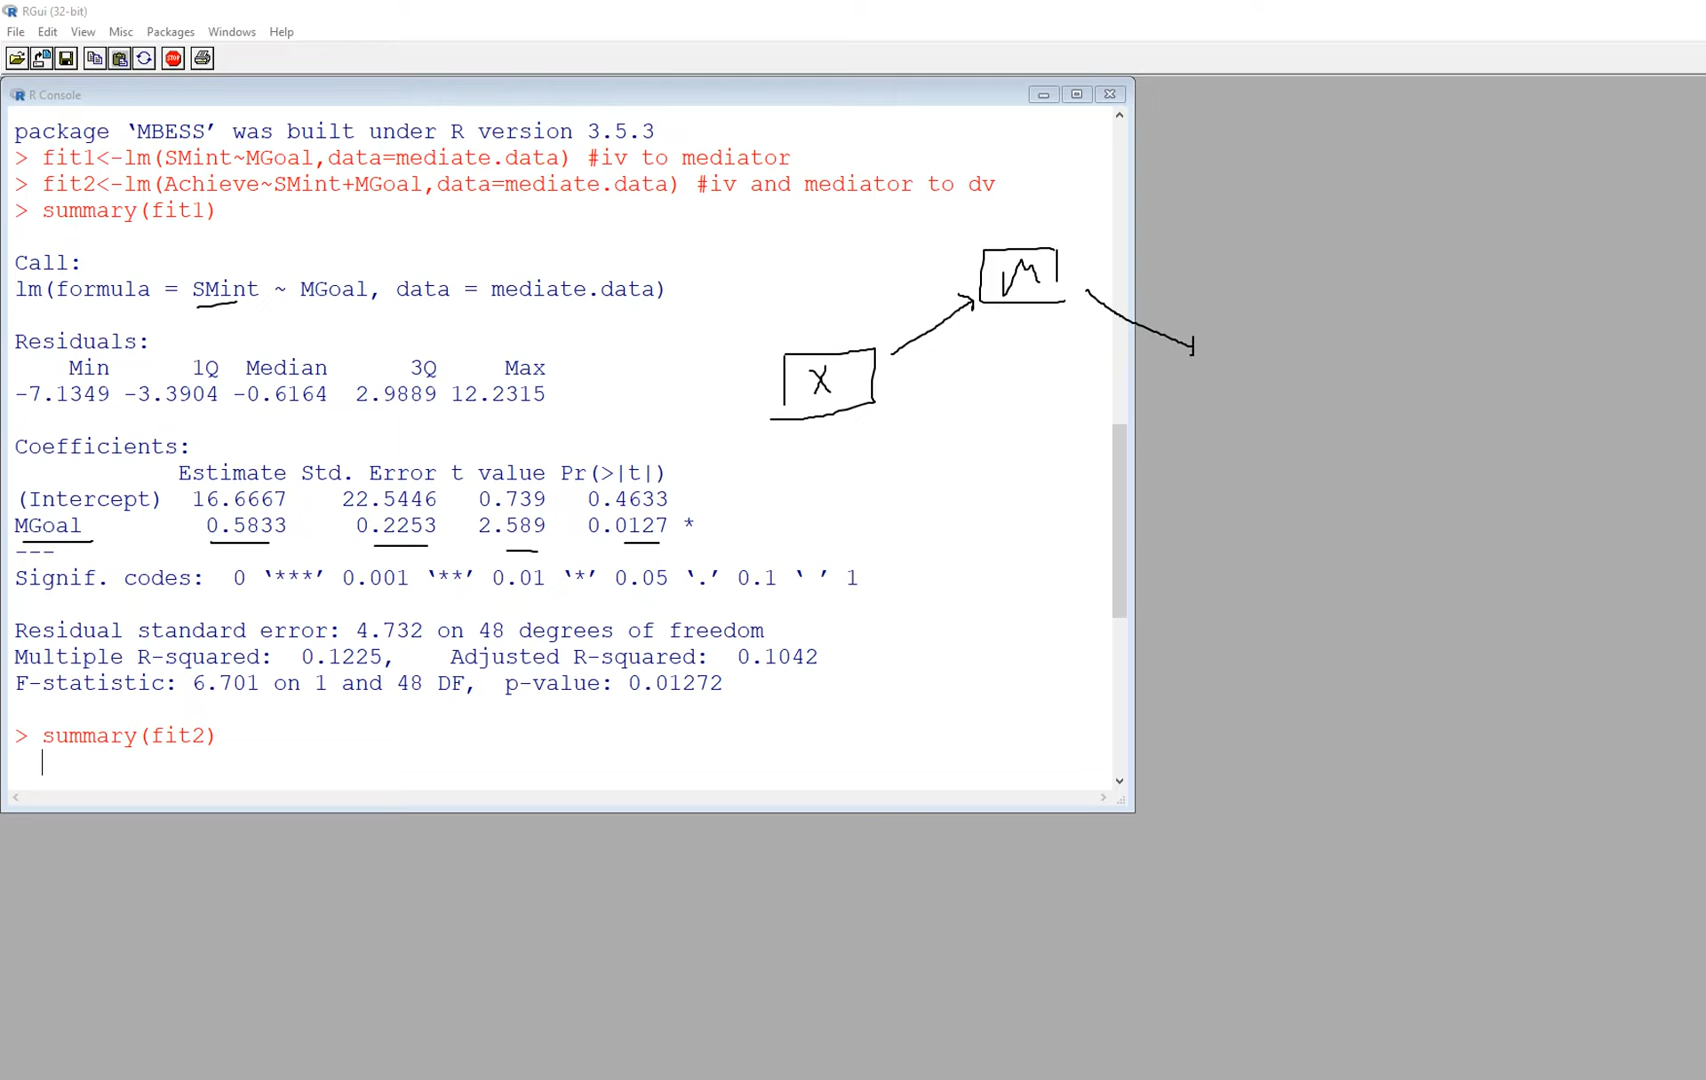 RGui (32-bit)
File Edit View Misc Packages Windows Help
R Console
package ‘MBESS’ was built under R version 3.5.3
> fit1<-lm(SMint~MGoal,data=mediate.data) #iv to mediator
> fit2<-lm(Achieve~SMint+MGoal,data=mediate.data) #iv and mediator to dv
> summary(fit1)
Call:
lm(formula = SMint ~ MGoal, data = mediate.data)
Residuals:
Min 1Q Median 3Q Max
-7.1349 -3.3904 -0.6164 2.9889 12.2315
Coefficients:
Estimate Std. Error t value Pr(>|t|)
(Intercept) 16.6667 22.5446 0.739 0.4633
MGoal 0.5833 0.2253 2.589 0.0127 *
---
Signif. codes: 0 ‘***’ 0.001 ‘**’ 0.01 ‘*’ 0.05 ‘.’ 0.1 ‘ ’ 1
Residual standard error: 4.732 on 48 degrees of freedom
Multiple R-squared: 0.1225, Adjusted R-squared: 0.1042
F-statistic: 6.701 on 1 and 48 DF, p-value: 0.01272
> summary(fit2)
M
X